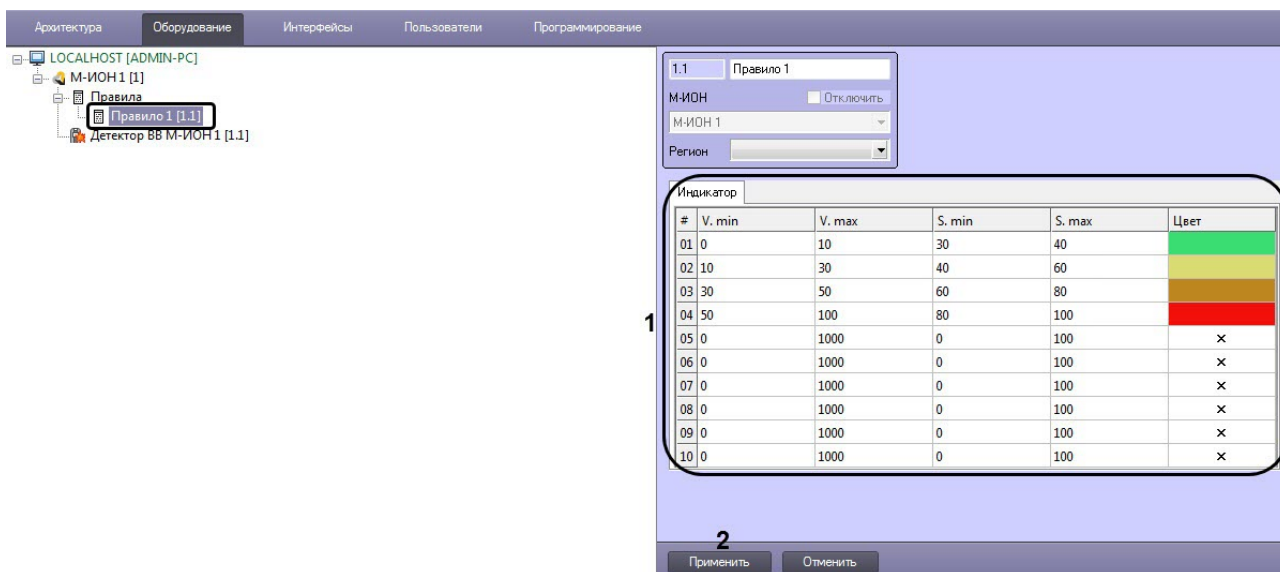 Архитектура Оборудование Интерфейсы Пользователи Программирование
LOCALHOST [ADMIN-PC]
М-ИОН 1 [1]
Правила
Правило 1 [1.1]
Детектор ВВ М-ИОН 1 [1.1]
1.1 Правило 1
М-ИОН Отключить
М-ИОН 1
Регион
Индикатор
# V. min V. max S. min S. max Цвет
01 0 10 30 40
02 10 30 40 60
03 30 50 60 80
04 50 100 80 100
1
05 0 1000 0 100 ×
06 0 1000 0 100 ×
07 0 1000 0 100 ×
08 0 1000 0 100 ×
09 0 1000 0 100 ×
10 0 1000 0 100 ×
2
Применить Отменить